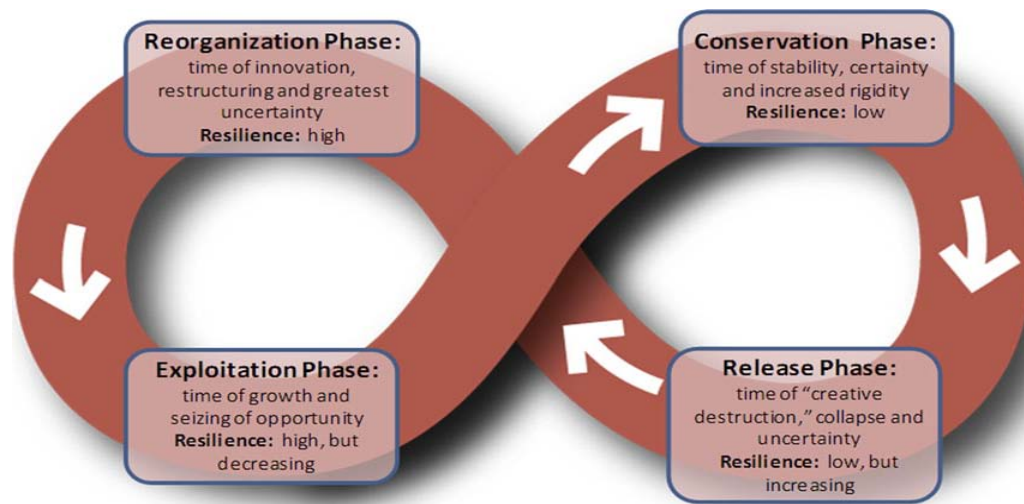 Reorganization Phase:
time of innovation,
restructuring and greatest
uncertainty
Resilience: high
Conservation Phase:
time of stability, certainty
and increased rigidity
Resilience: low
Exploitation Phase:
time of growth and
seizing of opportunity
Resilience: high, but
decreasing
Release Phase:
time of “creative
destruction,” collapse and
uncertainty
Resilience: low, but
increasing